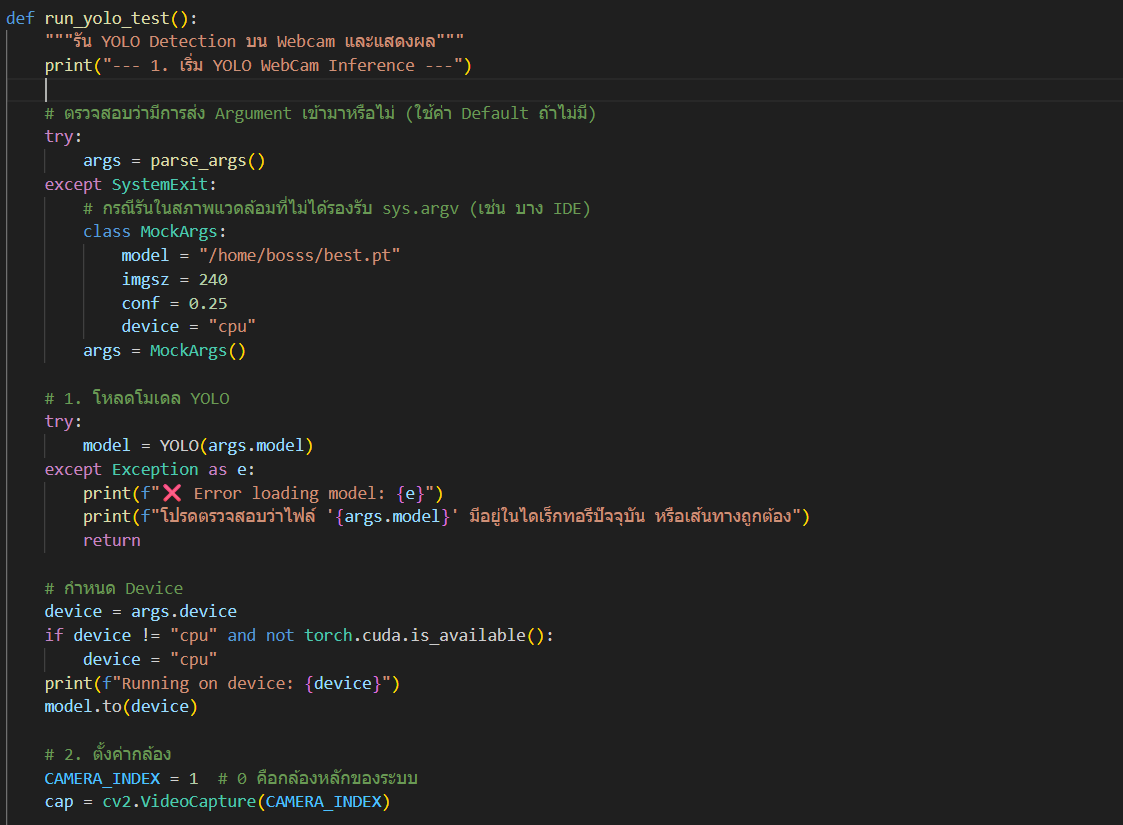 def run_yolo_test():
    """รัน YOLO Detection บน Webcam และแสดงผล"""
    print("--- 1. เริ่ม YOLO WebCam Inference ---")
    # ตรวจสอบว่ามีการส่ง Argument เข้ามาหรือไม่ (ใช้ค่า Default ถ้าไม่มี)
    try:
        args = parse_args()
    except SystemExit:
        # กรณีรันในสภาพแวดล้อมที่ไม่ได้รองรับ sys.argv (เช่น บาง IDE)
        class MockArgs:
            model = "/home/bosss/best.pt"
            imgsz = 240
            conf = 0.25
            device = "cpu"
        args = MockArgs()
    # 1. โหลดโมเดล YOLO
    try:
        model = YOLO(args.model)
    except Exception as e:
        print(f"❌ Error loading model: {e}")
        print(f"โปรดตรวจสอบว่าไฟล์ '{args.model}' มีอยู่ในไดเร็กทอรีปัจจุบัน หรือเส้นทางถูกต้อง")
        return
    # กำหนด Device
    device = args.device
    if device != "cpu" and not torch.cuda.is_available():
        device = "cpu"
    print(f"Running on device: {device}")
    model.to(device)
    # 2. ตั้งค่ากล้อง
    CAMERA_INDEX = 1  # 0 คือกล้องหลักของระบบ
    cap = cv2.VideoCapture(CAMERA_INDEX)